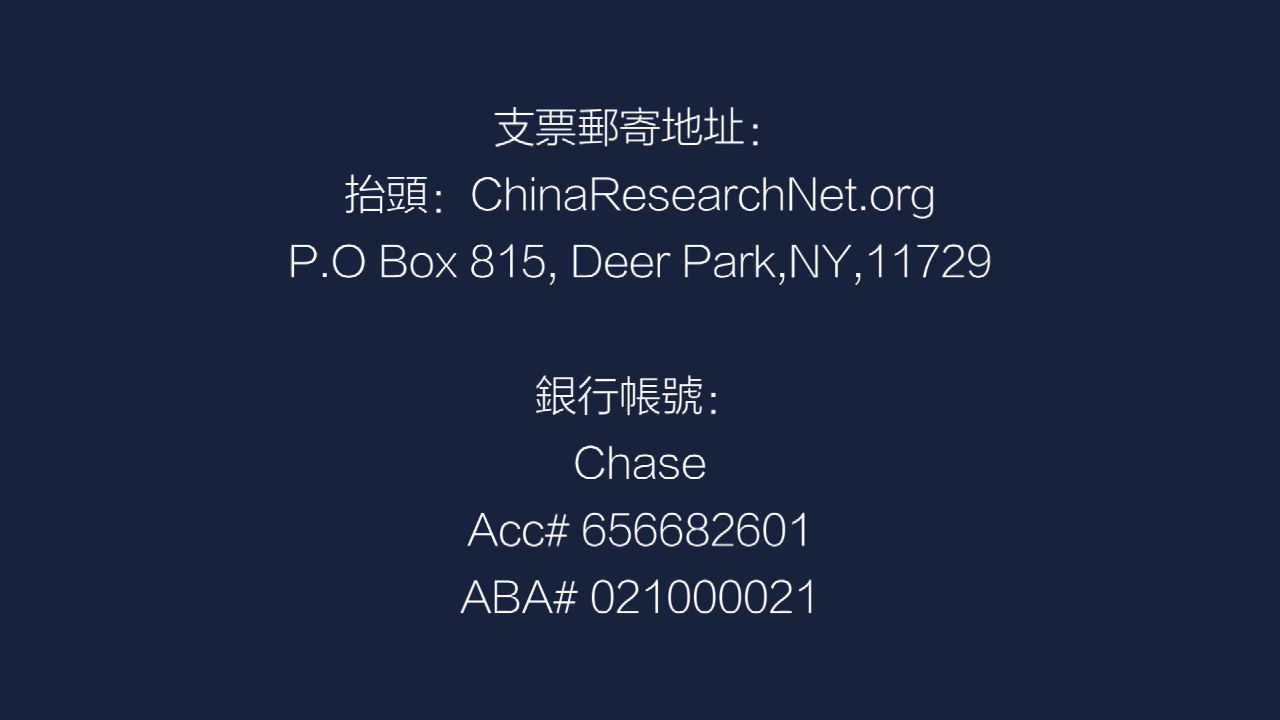 支票郵寄地址：
抬頭：ChinaResearchNet.org
P.O Box 815, Deer Park,NY,11729
銀行帳號：
Chase
Acc# 656682601
ABA# 021000021